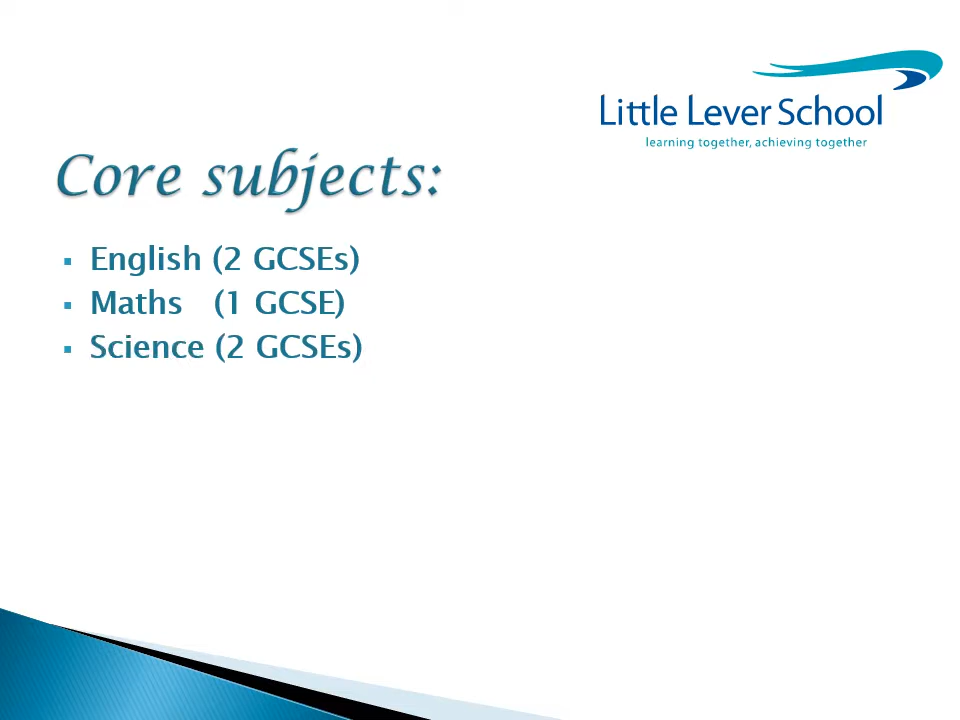 Little Lever School
learning together, achieving together
Core subjects:
▪ English (2 GCSEs)
▪ Maths (1 GCSE)
▪ Science (2 GCSEs)